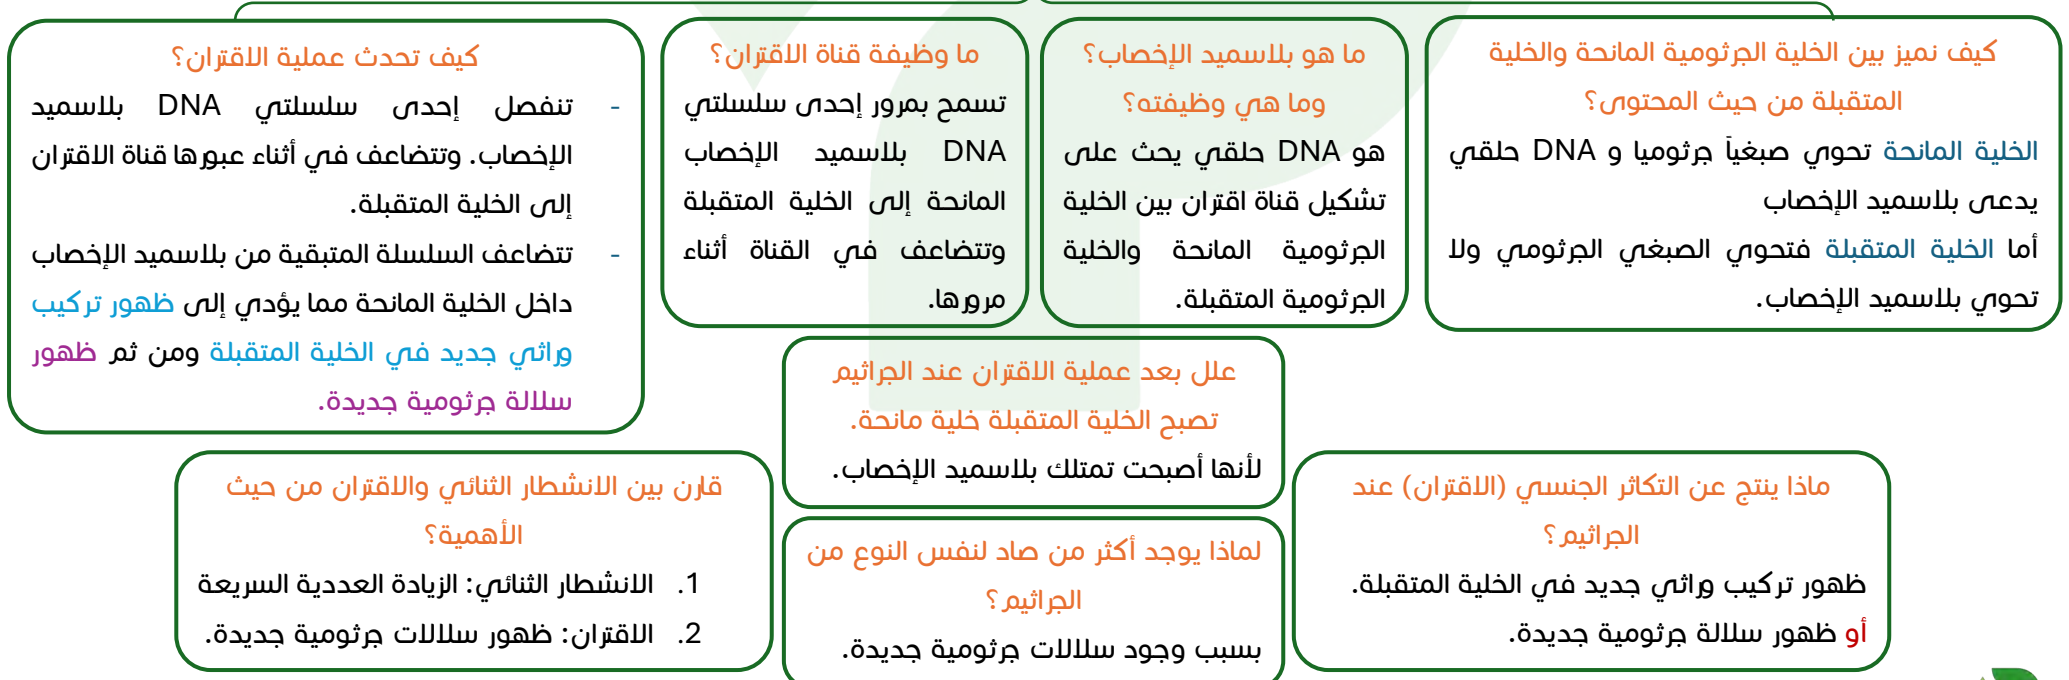 كيف نميز بين الخلية الجرثومية المانحة والخلية
المتقبلة من حيث المحتوى؟
الخلية المانحة تحوي صبغياً جرثوميا و DNA حلقي
يدعى بلاسميد الإخصاب
أما الخلية المتقبلة فتحوي الصبغي الجرثومي ولا
تحوي بلاسميد الإخصاب.
ما هو بلاسميد الإخصاب؟
وما هي وظيفته؟
هو DNA حلقي يحث على
تشكيل قناة اقتران بين الخلية
الجرثومية المانحة والخلية
الجرثومية المتقبلة.
ما وظيفة قناة الاقتران؟
تسمح بمرور إحدى سلسلتي
DNA بلاسميد الإخصاب
المانحة إلى الخلية المتقبلة
وتتضاعف في القناة أثناء
مرورها.
كيف تحدث عملية الاقتران؟
- تنفصل إحدى سلسلتي DNA بلاسميد
الإخصاب. وتتضاعف في أثناء عبورها قناة الاقتران
إلى الخلية المتقبلة.
- تتضاعف السلسلة المتبقية من بلاسميد الإخصاب
داخل الخلية المانحة مما يؤدي إلى ظهور تركيب
وراثي جديد في الخلية المتقبلة ومن ثم ظهور
سلالة جرثومية جديدة.
علل بعد عملية الاقتران عند الجراثيم
تصبح الخلية المتقبلة خلية مانحة.
لأنها أصبحت تمتلك بلاسميد الإخصاب.
ماذا ينتج عن التكاثر الجنسي (الاقتران) عند
الجراثيم؟
ظهور تركيب وراثي جديد في الخلية المتقبلة.
أو ظهور سلالة جرثومية جديدة.
لماذا يوجد أكثر من صاد لنفس النوع من
الجراثيم؟
بسبب وجود سلالات جرثومية جديدة.
قارن بين الانشطار الثنائي والاقتران من حيث
الأهمية؟
1. الانشطار الثنائي: الزيادة العددية السريعة
2. الاقتران: ظهور سلالات جرثومية جديدة.